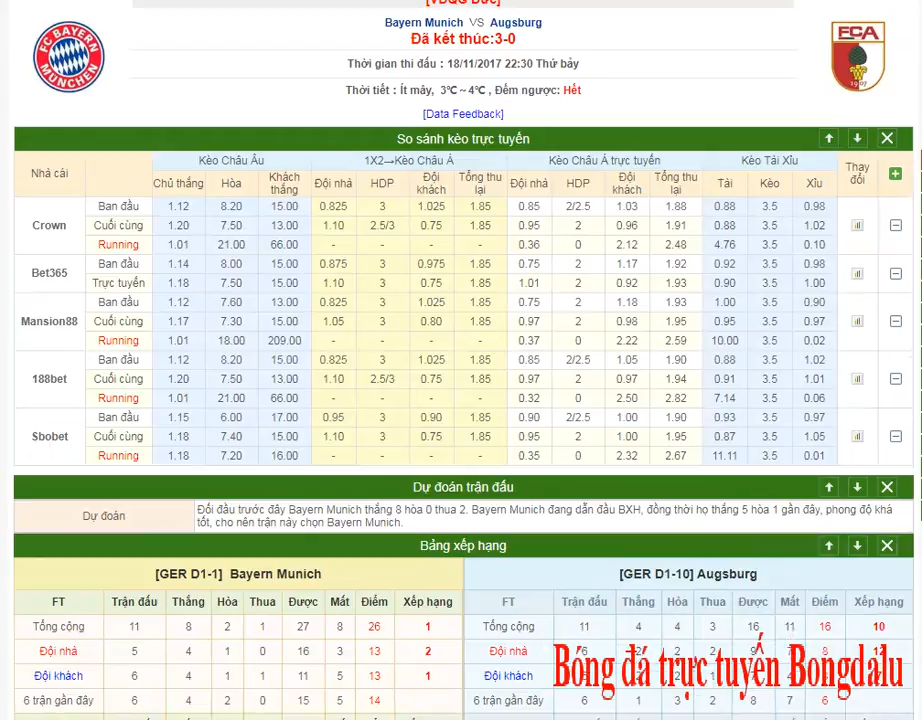 [VĐQG Đức]
Bayern Munich VS Augsburg
Đã kết thúc:3-0
Thời gian thi đấu : 18/11/2017 22:30 Thứ bảy
Thời tiết : Ít mây, 3℃～4℃ , Đếm ngược: Hết
[Data Feedback]
FC BAYERN MÜNCHEN
FCA
1907
So sánh kèo trực tuyến
Nhà cái Kèo Châu Âu 1X2→Kèo Châu Á Kèo Châu Á trực tuyến Kèo Tài Xỉu Thay đổi
Chủ thắng Hòa Khách thắng Đội nhà HDP Đội khách Tổng thu lại Đội nhà HDP Đội khách Tổng thu lại Tài Kèo Xỉu
Crown
Ban đầu 1.12 8.20 15.00 0.825 3 1.025 1.85 0.85 2/2.5 1.03 1.88 0.88 3.5 0.98
Cuối cùng 1.20 7.50 13.00 1.10 2.5/3 0.75 1.85 0.95 2 0.96 1.91 0.88 3.5 1.02
Running 1.01 21.00 66.00 - - - - 0.36 0 2.12 2.48 4.76 3.5 0.10
Bet365
Ban đầu 1.14 8.00 15.00 0.875 3 0.975 1.85 0.75 2 1.17 1.92 0.92 3.5 0.98
Trực tuyến 1.18 7.50 15.00 1.10 3 0.75 1.85 1.01 2 0.92 1.93 0.90 3.5 1.00
Mansion88
Ban đầu 1.12 7.60 13.00 0.825 3 1.025 1.85 0.75 2 1.18 1.93 1.00 3.5 0.90
Cuối cùng 1.17 7.30 15.00 1.05 3 0.80 1.85 0.97 2 0.98 1.95 0.95 3.5 0.97
Running 1.01 18.00 209.00 - - - - 0.37 0 2.22 2.59 10.00 3.5 0.02
188bet
Ban đầu 1.12 8.20 15.00 0.825 3 1.025 1.85 0.85 2/2.5 1.05 1.90 0.88 3.5 1.02
Cuối cùng 1.20 7.50 13.00 1.10 2.5/3 0.75 1.85 0.97 2 0.97 1.94 0.91 3.5 1.01
Running 1.01 21.00 66.00 - - - - 0.32 0 2.50 2.82 7.14 3.5 0.06
Sbobet
Ban đầu 1.15 6.00 17.00 0.95 3 0.90 1.85 0.90 2/2.5 1.00 1.90 0.93 3.5 0.97
Cuối cùng 1.18 7.40 15.00 1.10 3 0.75 1.85 0.95 2 1.00 1.95 0.87 3.5 1.05
Running 1.18 7.20 16.00 - - - - 0.35 0 2.32 2.67 11.11 3.5 0.01
Dự đoán trận đấu
Dự đoán
Đối đầu trước đây Bayern Munich thắng 8 hòa 0 thua 2. Bayern Munich đang dẫn đầu BXH, đồng thời họ thắng 5 hòa 1 gần đây, phong độ khá
tốt, cho nên trận này chọn Bayern Munich.
Bảng xếp hạng
[GER D1-1] Bayern Munich
FT Trận đấu Thắng Hòa Thua Được Mất Điểm Xếp hạng
Tổng cộng 11 8 2 1 27 8 26 1
Đội nhà 5 4 1 0 16 3 13 2
Đội khách 6 4 1 1 11 5 13 1
6 trận gần đây 6 4 2 0 15 5 14
[GER D1-10] Augsburg
FT Trận đấu Thắng Hòa Thua Được Mất Điểm Xếp hạng
Tổng cộng 11 4 4 3 16 11 16 10
Đội nhà
Đội khách
6 trận gần đây 6 1 3 2 8 7 6
Bóng đá trực tuyến Bongdalu